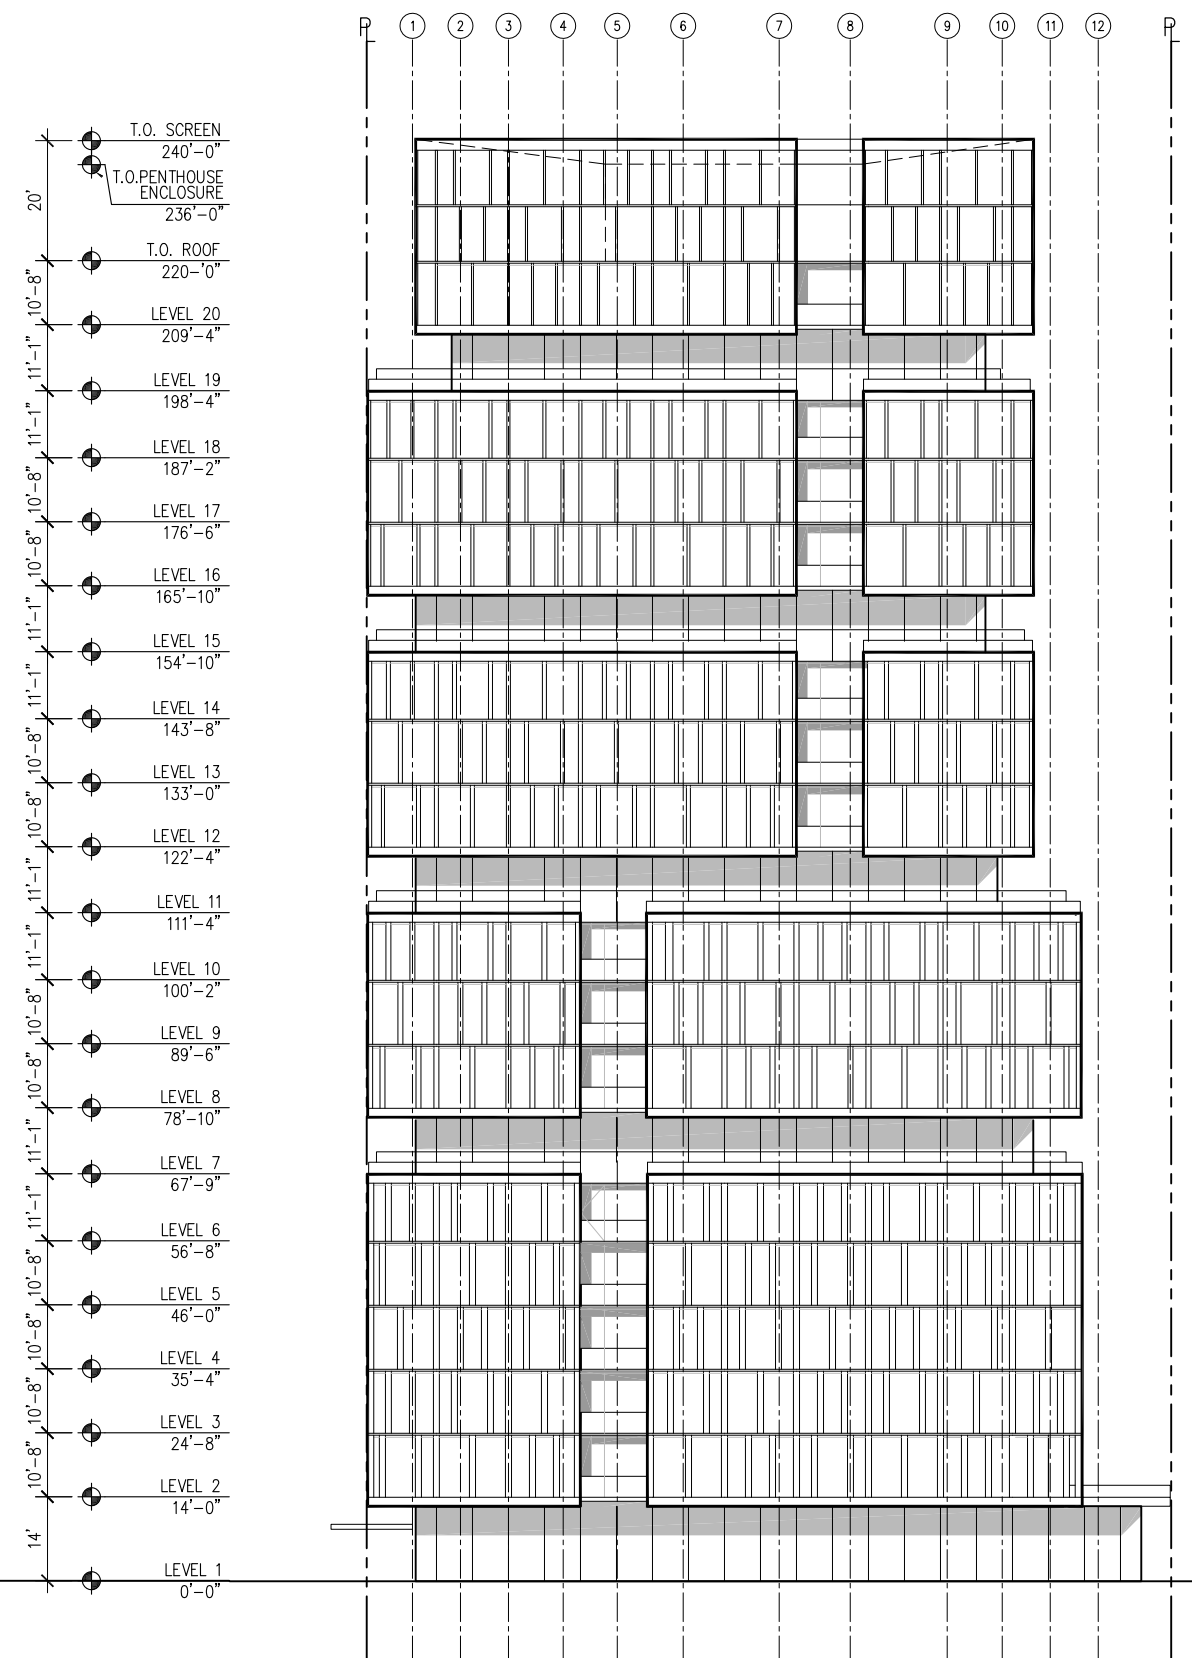 PL 1 2 3 4 5 6 7 8 9 10 11 12 PL
T.O. SCREEN
240'-0"
T.O.PENTHOUSE
ENCLOSURE
236'-0"
20'
T.O. ROOF
220-'0"
10'-8"
LEVEL 20
209'-4"
11'-1"
LEVEL 19
198'-4"
11'-1"
LEVEL 18
187'-2"
10'-8"
LEVEL 17
176'-6"
10'-8"
LEVEL 16
165'-10"
11'-1"
LEVEL 15
154'-10"
11'-1"
LEVEL 14
143'-8"
10'-8"
LEVEL 13
133'-0"
10'-8"
LEVEL 12
122'-4"
11'-1"
LEVEL 11
111'-4"
11'-1"
LEVEL 10
100'-2"
10'-8"
LEVEL 9
89'-6"
10'-8"
LEVEL 8
78'-10"
11'-1"
LEVEL 7
67'-9"
11'-1"
LEVEL 6
56'-8"
10'-8"
LEVEL 5
46'-0"
10'-8"
LEVEL 4
35'-4"
10'-8"
LEVEL 3
24'-8"
10'-8"
LEVEL 2
14'-0"
14'
LEVEL 1
0'-0"